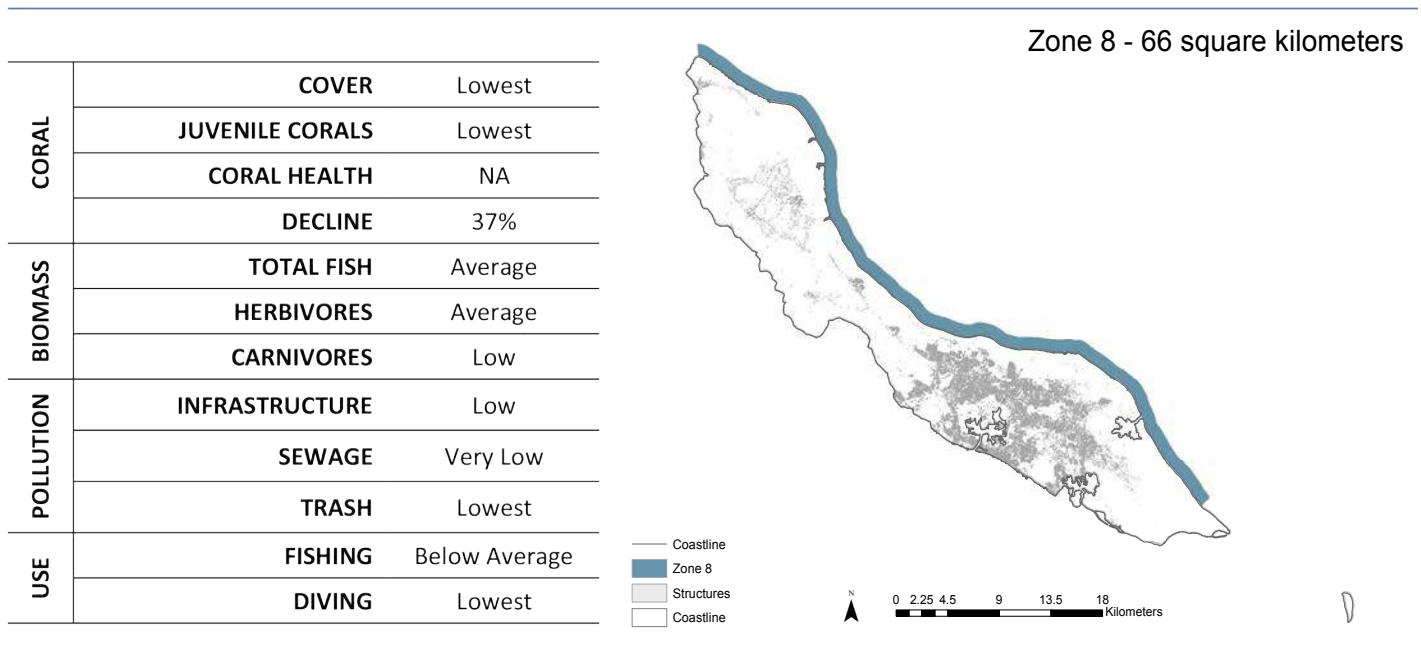 Zone 8 - 66 square kilometers
CORAL
COVER Lowest
JUVENILE CORALS Lowest
CORAL HEALTH NA
DECLINE 37%
BIOMASS
TOTAL FISH Average
HERBIVORES Average
CARNIVORES Low
POLLUTION
INFRASTRUCTURE Low
SEWAGE Very Low
TRASH Lowest
USE
FISHING Below Average
DIVING Lowest
Coastline
Zone 8
Structures
Coastline
N
0 2.25 4.5 9 13.5 18
Kilometers